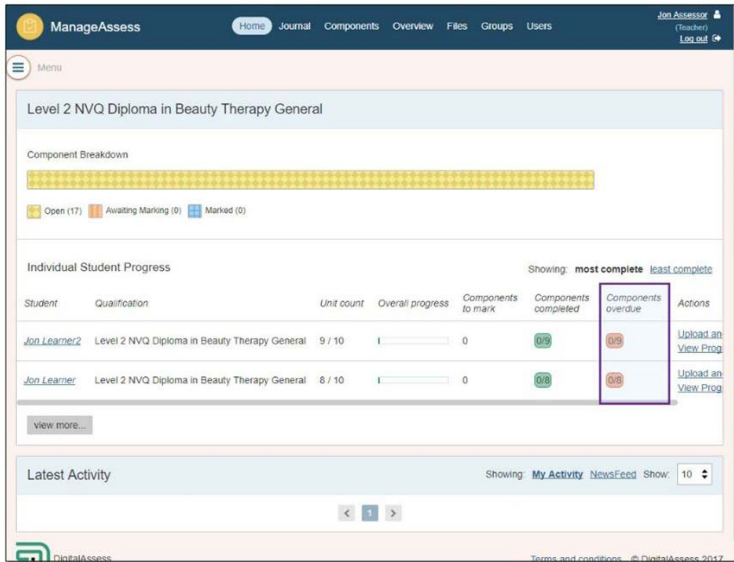 ManageAssess
Home Journal Components Overview Files Groups Users
Jon Assessor
(Teacher)
Log out
Menu
Level 2 NVQ Diploma in Beauty Therapy General
Component Breakdown
Open (17) Awaiting Marking (0) Marked (0)
Individual Student Progress
Showing: most complete least complete
Student Qualification Unit count Overall progress Components to mark Components completed Components overdue Actions
Jon Learner2 Level 2 NVQ Diploma in Beauty Therapy General 9 / 10 0 0/9 0/9 Upload an
View Prog
Jon Learner Level 2 NVQ Diploma in Beauty Therapy General 8 / 10 0 0/8 0/8 Upload an
View Prog
view more...
Latest Activity
Showing: My Activity NewsFeed Show: 10
< 1 >
DigitalAssess
Terms and conditions © DigitalAssess 2017